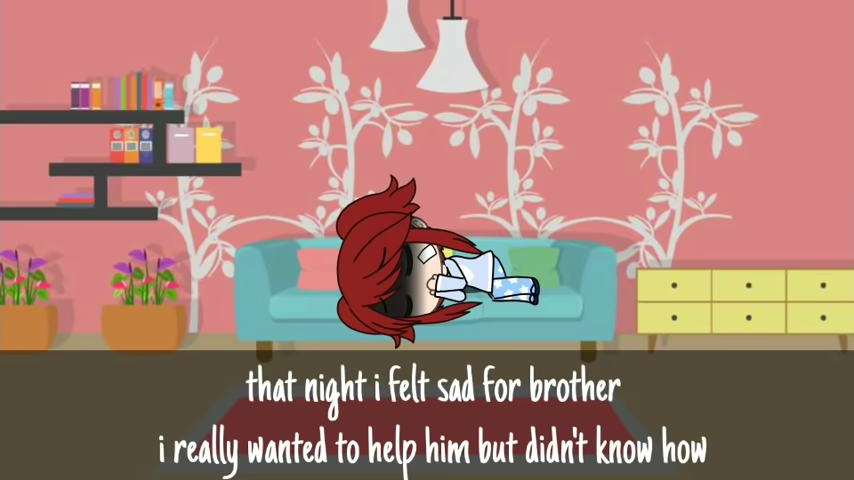 that night i felt sad for brother
i really wanted to help him but didn't know how